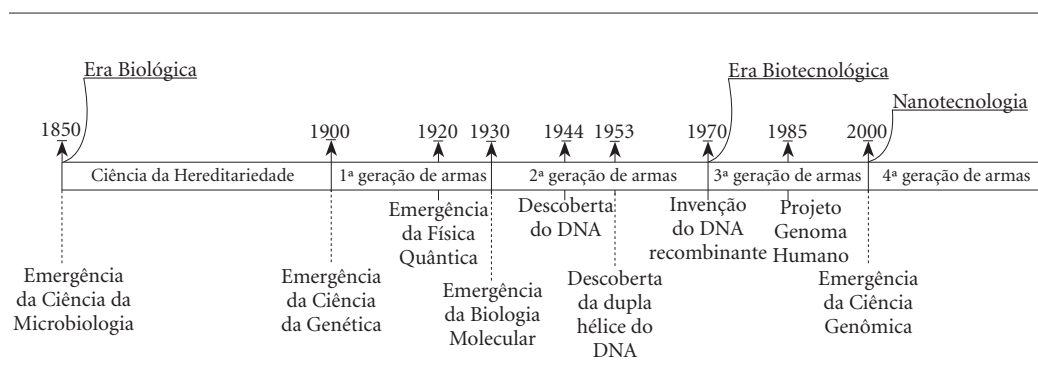 Era Biológica
Era Biotecnológica
Nanotecnologia
1850
1900
1920
1930
1944
1953
1970
1985
2000
Ciência da Hereditariedade
1ª geração de armas
2ª geração de armas
3ª geração de armas
4ª geração de armas
Emergência
da Física
Quântica
Descoberta
do DNA
Invenção
do DNA
recombinante
Projeto
Genoma
Humano
Emergência
da Ciência da
Microbiologia
Emergência
da Ciência
da Genética
Emergência
da Biologia
Molecular
Descoberta
da dupla
hélice do
DNA
Emergência
da Ciência
Genômica